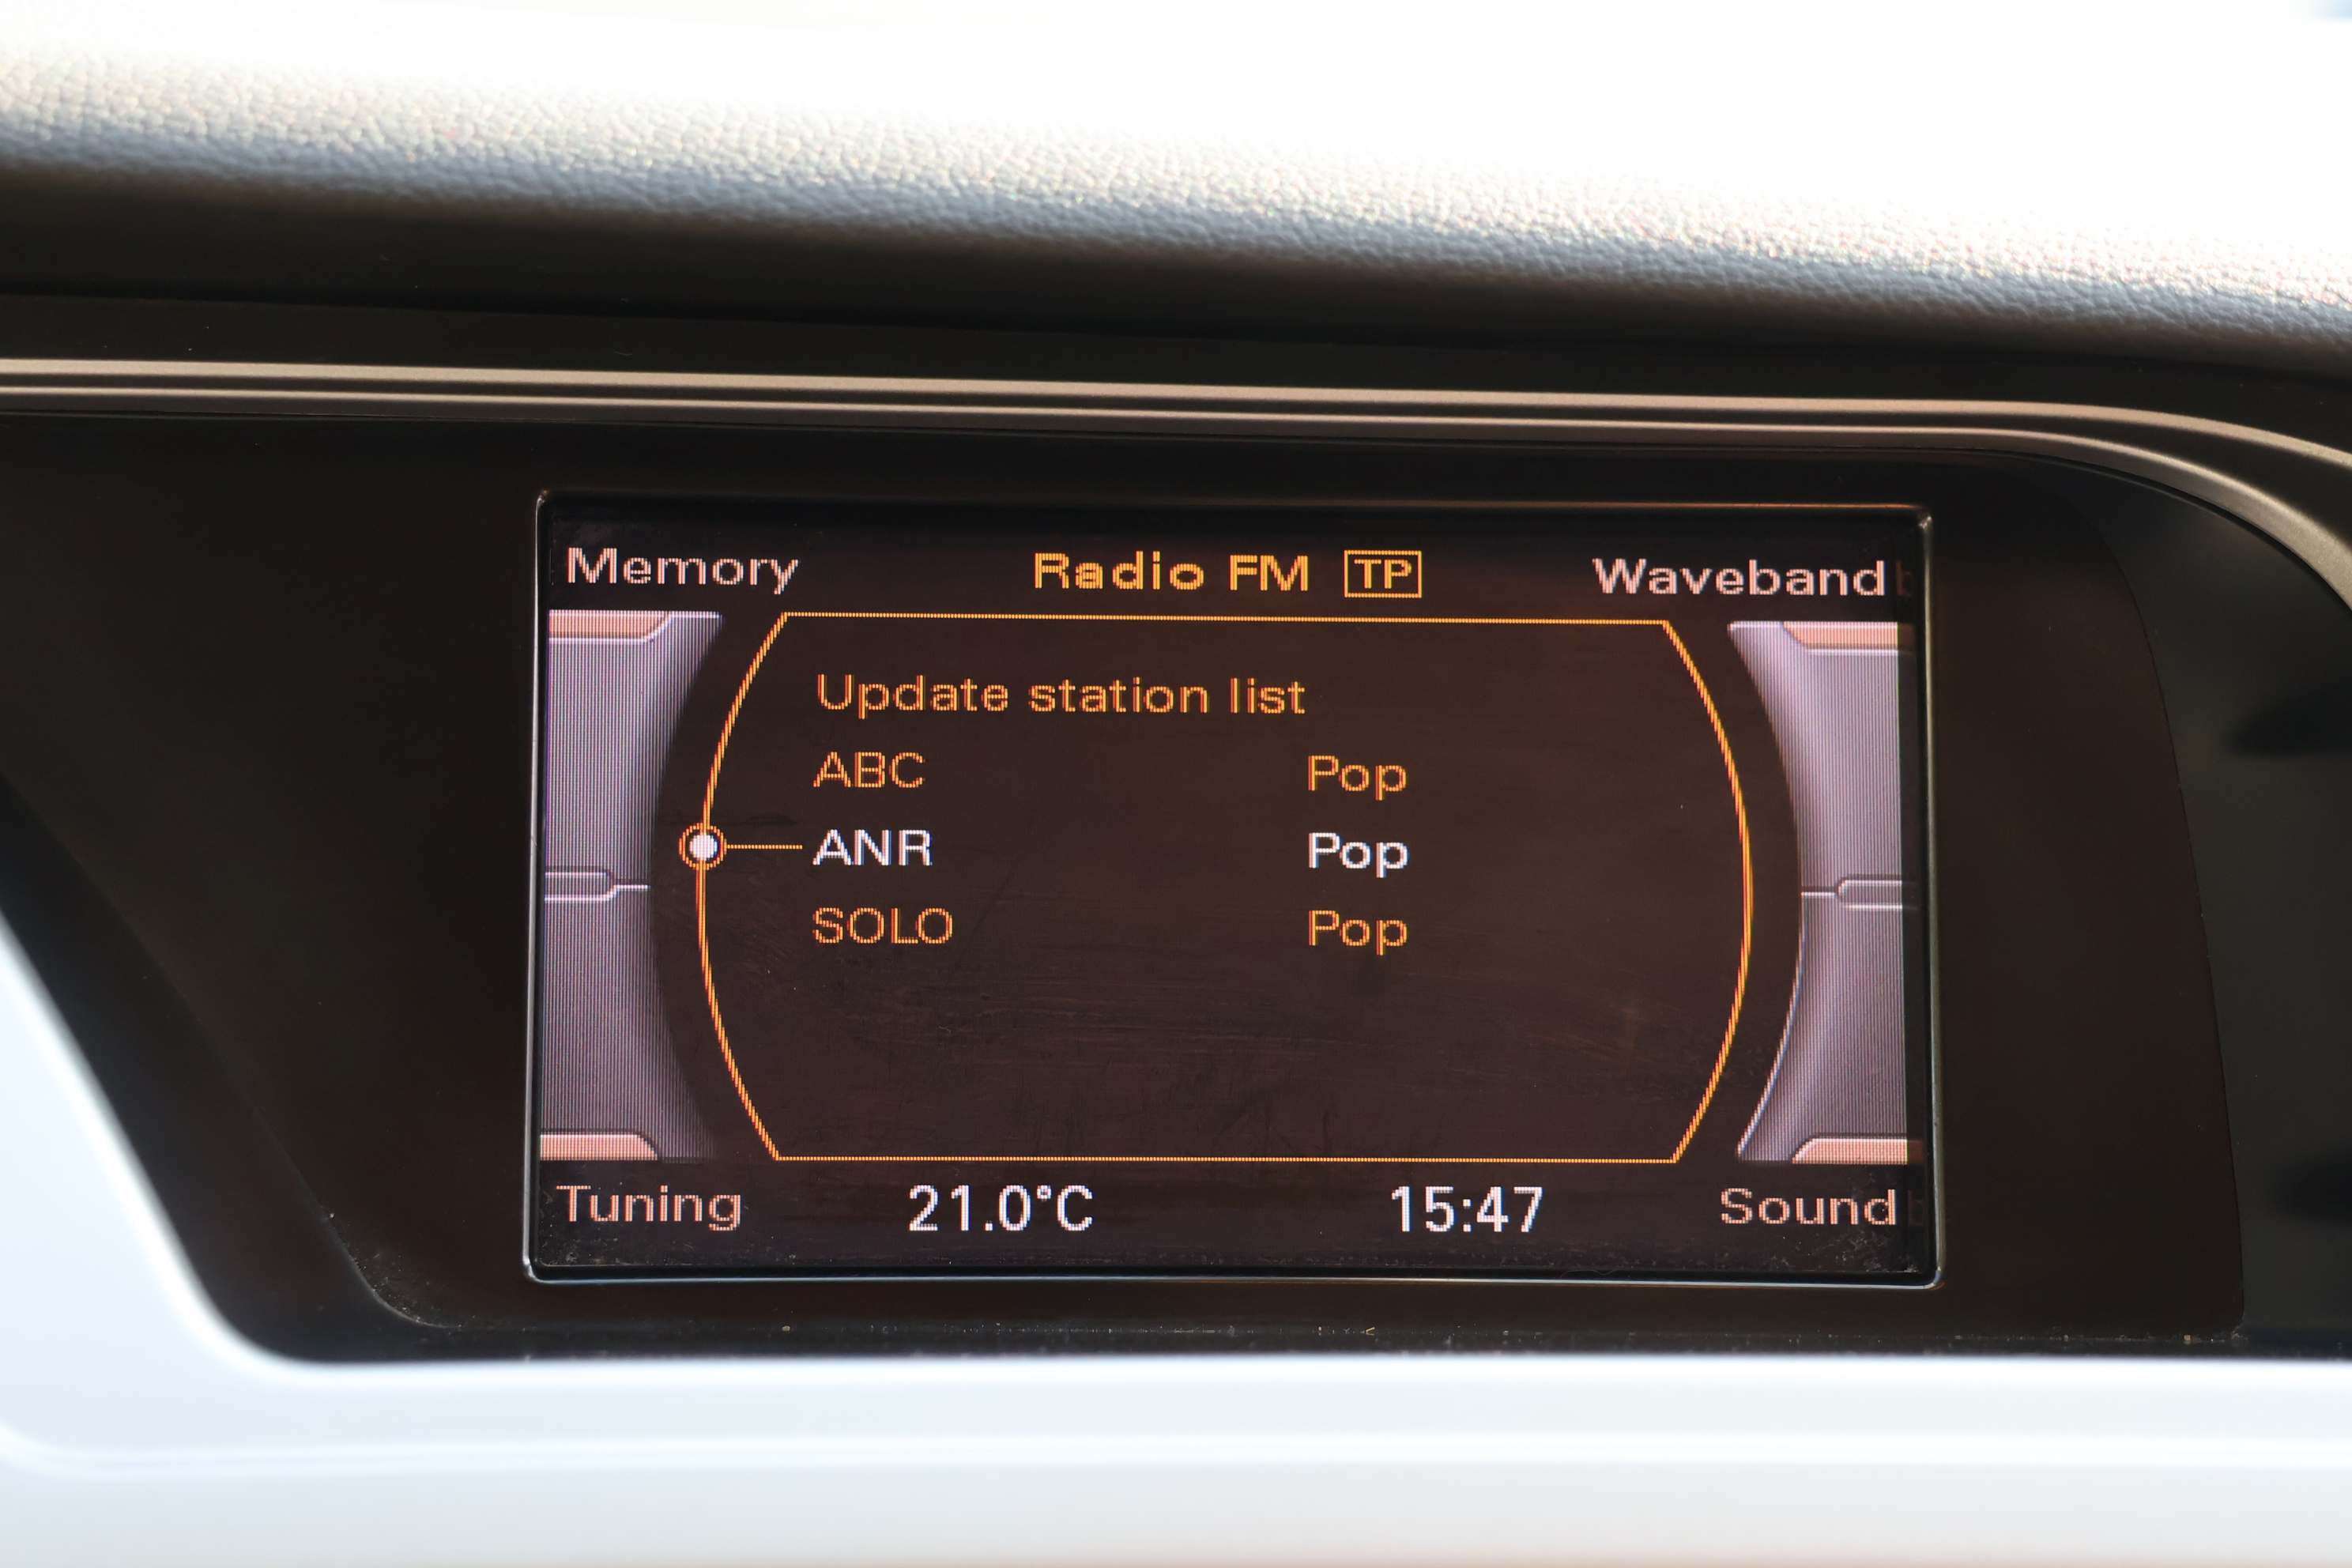 Memory Radio FM TP Waveband
Update station list
ABC Pop
ANR Pop
SOLO Pop
Tuning 21.0°C 15:47 Sound